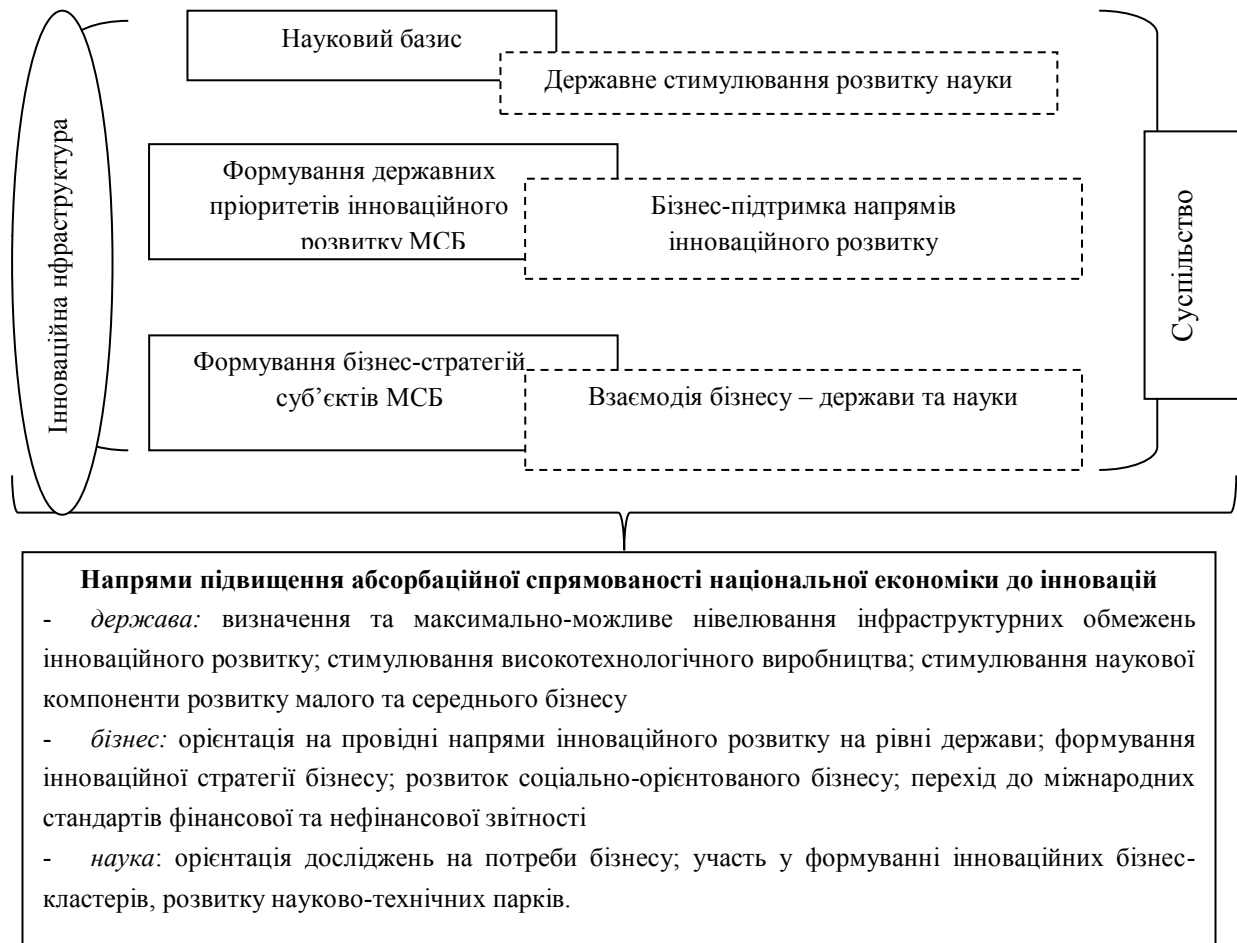 Науковий базис
Державне стимулювання розвитку науки
Інноваційна нфраструктура
Формування державних
пріоритетів інноваційного
розвитку МСБ
Бізнес-підтримка напрямів
інноваційного розвитку
Суспільство
Формування бізнес-стратегій
суб’єктів МСБ
Взаємодія бізнесу – держави та науки
Напрями підвищення абсорбаційної спрямованості національної економіки до інновацій
- держава: визначення та максимально-можливе нівелювання інфраструктурних обмежень
інноваційного розвитку; стимулювання високотехнологічного виробництва; стимулювання наукової
компоненти розвитку малого та середнього бізнесу
- бізнес: орієнтація на провідні напрями інноваційного розвитку на рівні держави; формування
інноваційної стратегії бізнесу; розвиток соціально-орієнтованого бізнесу; перехід до міжнародних
стандартів фінансової та нефінансової звітності
- наука: орієнтація досліджень на потреби бізнесу; участь у формуванні інноваційних бізнес-
кластерів, розвитку науково-технічних парків.